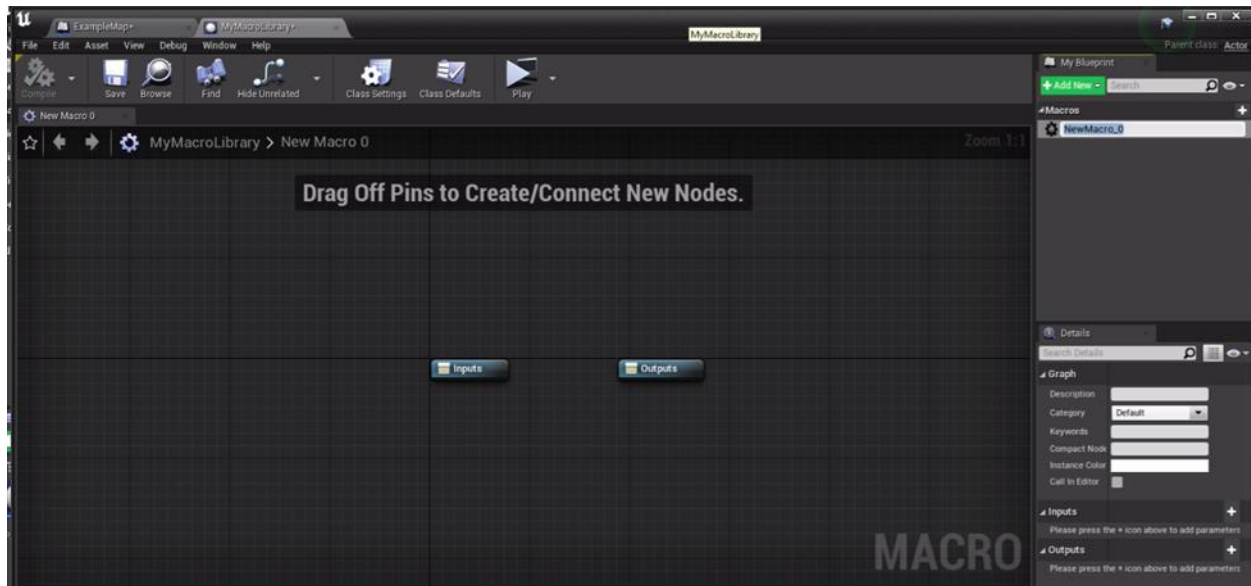 ExampleMap*
MyMacroLibrary*
MyMacroLibrary
File Edit Asset View Debug Window Help
Parent class: Actor
Compile Save Browse Find Hide Unrelated Class Settings Class Defaults Play
My Blueprint
+ Add New Search
New Macro 0
Macros +
MyMacroLibrary > New Macro 0
Zoom 1:1
NewMacro_0
Drag Off Pins to Create/Connect New Nodes.
Inputs
Outputs
MACRO
Details
Search Details
Graph
Description
Category Default
Keywords
Compact Node
Instance Color
Call In Editor
Inputs +
Please press the + icon above to add parameters
Outputs +
Please press the + icon above to add parameters